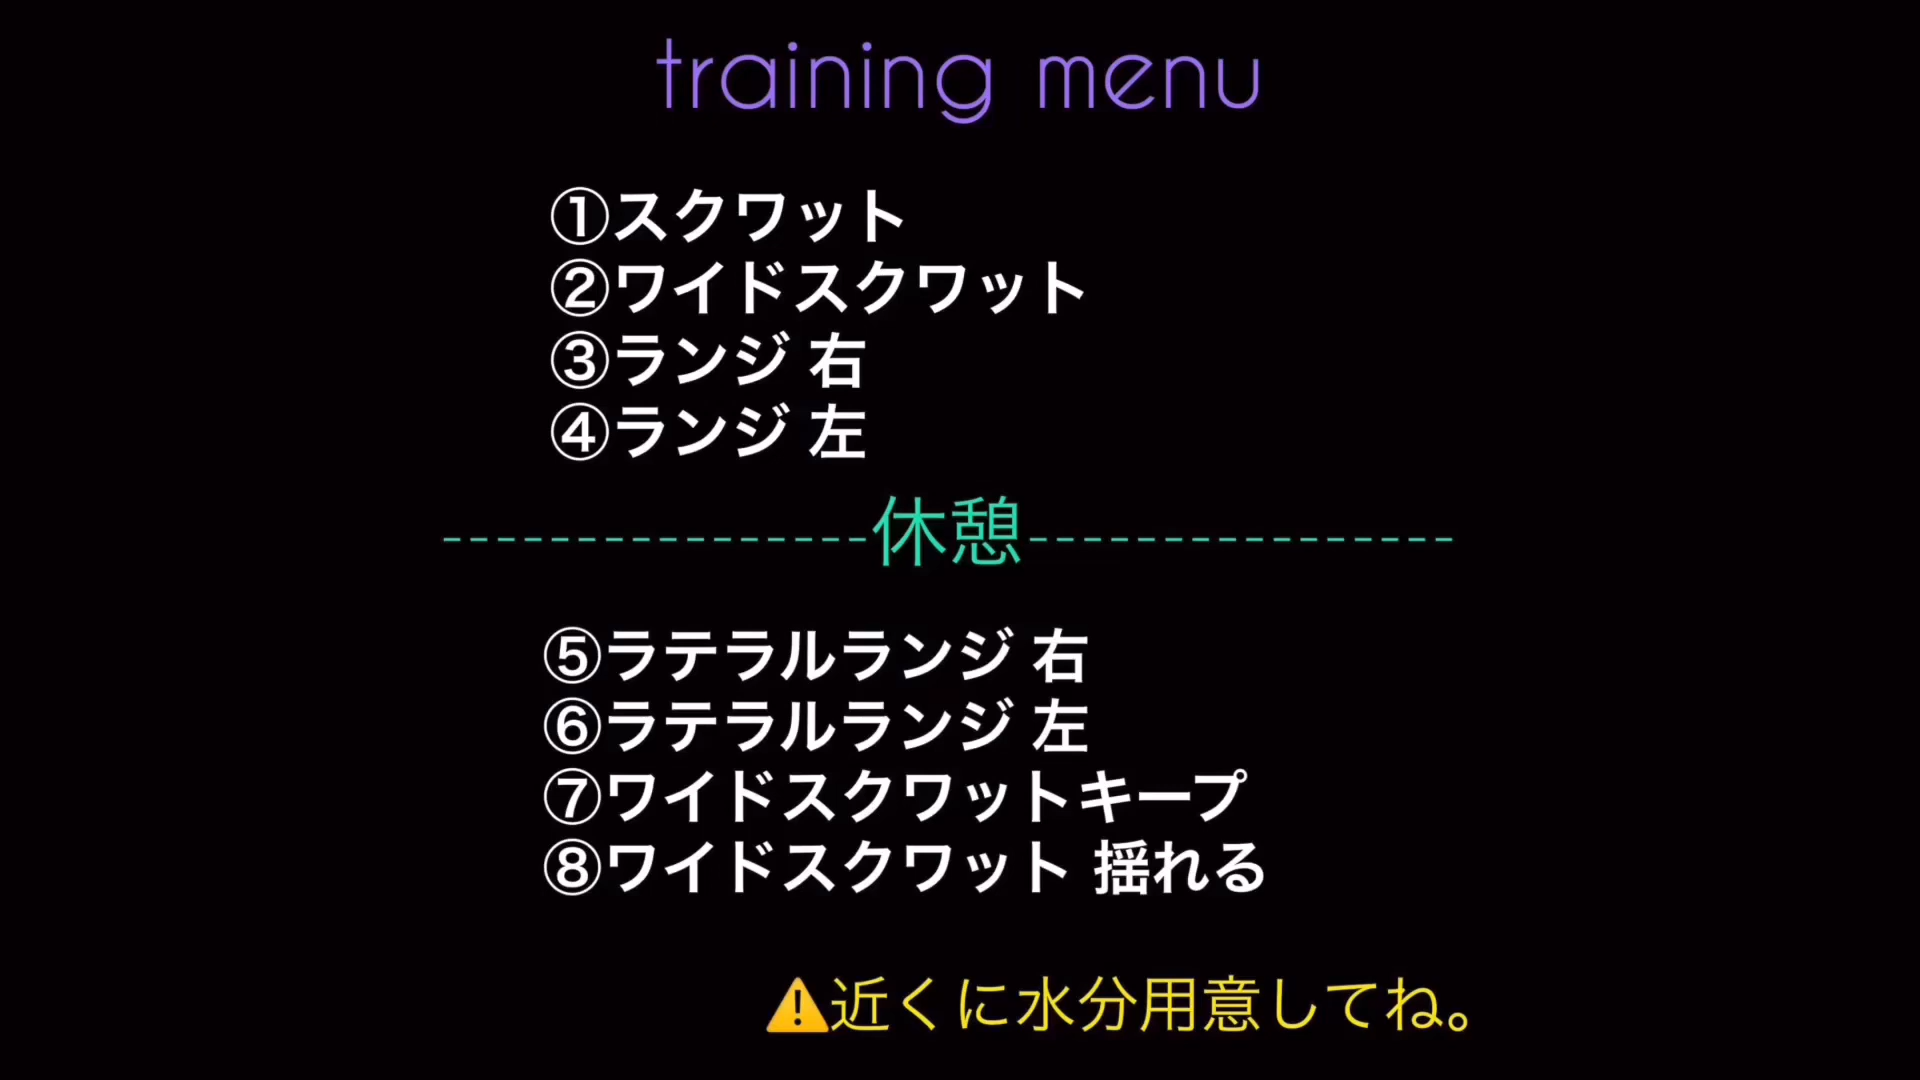 training menu
①スクワット
②ワイドスクワット
③ランジ 右
④ランジ 左
----------------休憩----------------
⑤ラテラルランジ 右
⑥ラテラルランジ 左
⑦ワイドスクワットキープ
⑧ワイドスクワット 揺れる
⚠️近くに水分用意してね。